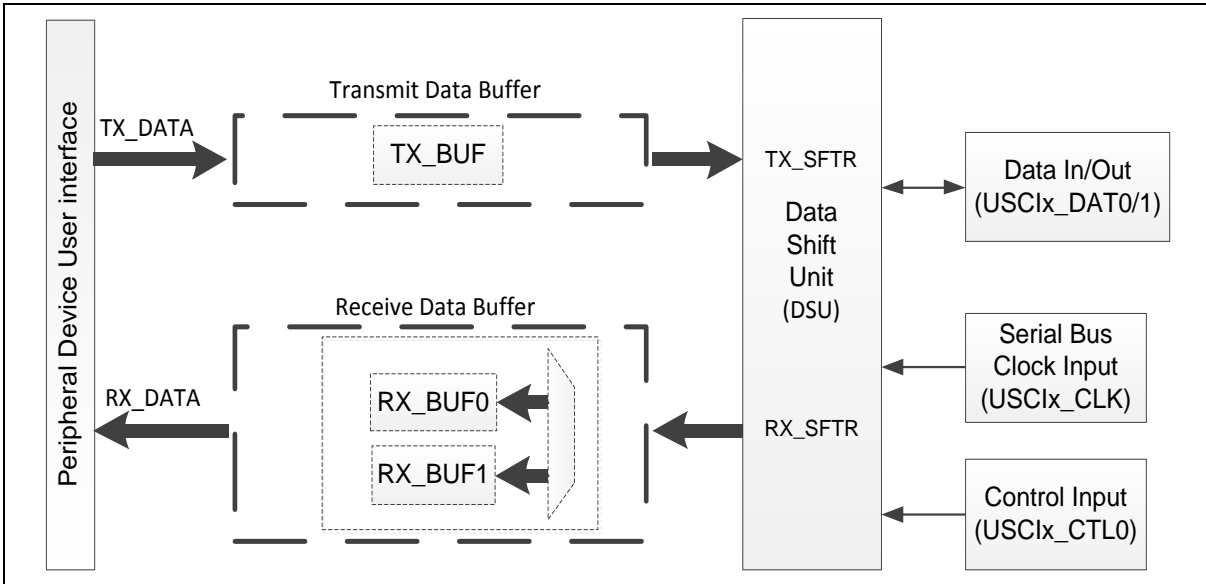 Peripheral Device User interface
TX_DATA
Transmit Data Buffer
TX_BUF
RX_DATA
Receive Data Buffer
RX_BUF0
RX_BUF1
TX_SFTR
Data
Shift
Unit
(DSU)
RX_SFTR
Data In/Out
(USCIx_DAT0/1)
Serial Bus
Clock Input
(USCIx_CLK)
Control Input
(USCIx_CTL0)